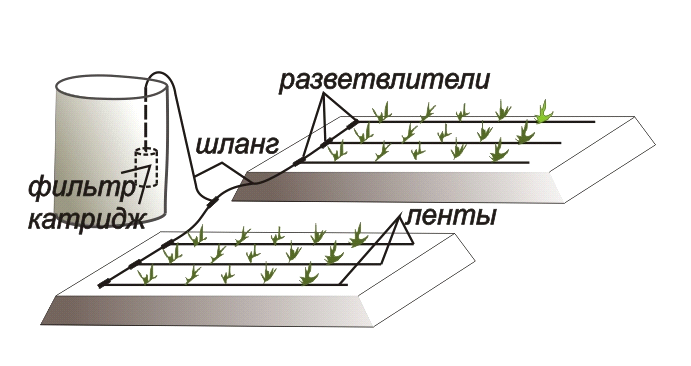 разветвлители
шланг
фильтр
катридж
ленты